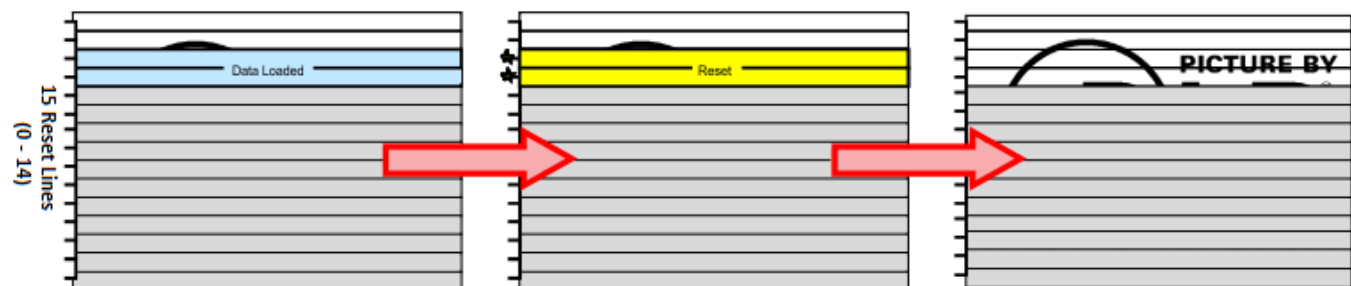 15 Reset Lines
(0 - 14)
Data Loaded
Reset
PICTURE BY